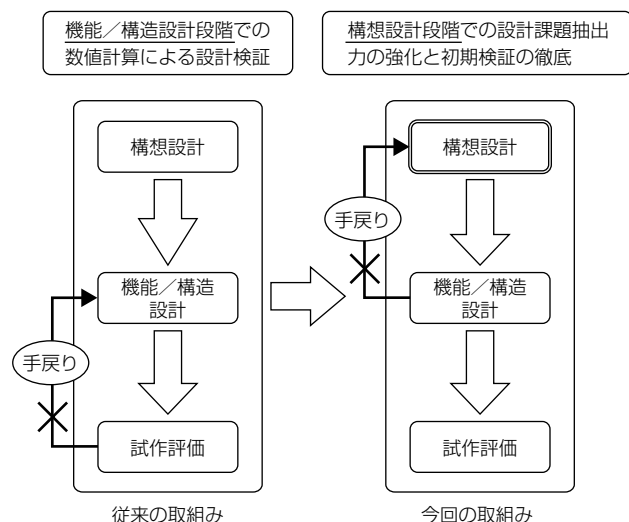 機能／構造設計段階での
数値計算による設計検証
構想設計段階での設計課題抽出
力の強化と初期検証の徹底
構想設計
機能／構造
設計
手戻り
試作評価
従来の取組み
構想設計
手戻り
機能／構造
設計
試作評価
今回の取組み